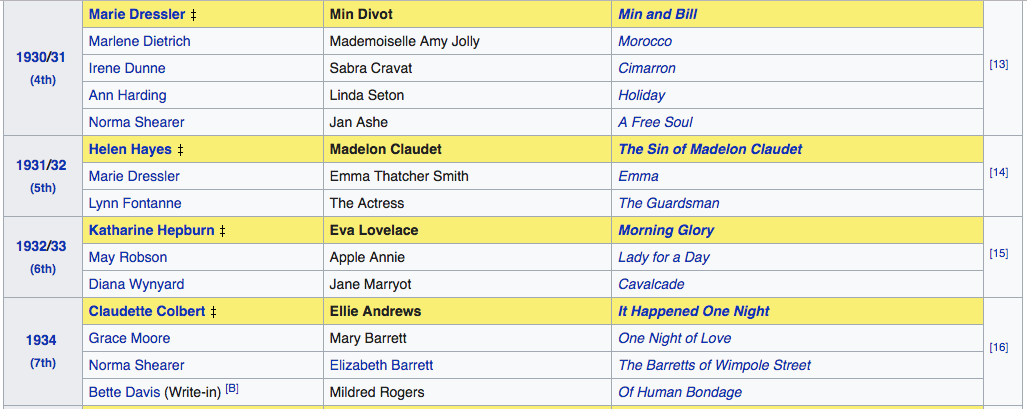 1930/31
(4th)
Marie Dressler ‡ Min Divot Min and Bill
Marlene Dietrich Mademoiselle Amy Jolly Morocco
Irene Dunne Sabra Cravat Cimarron
Ann Harding Linda Seton Holiday
Norma Shearer Jan Ashe A Free Soul
[13]
1931/32
(5th)
Helen Hayes ‡ Madelon Claudet The Sin of Madelon Claudet
Marie Dressler Emma Thatcher Smith Emma
Lynn Fontanne The Actress The Guardsman
[14]
1932/33
(6th)
Katharine Hepburn ‡ Eva Lovelace Morning Glory
May Robson Apple Annie Lady for a Day
Diana Wynyard Jane Marryot Cavalcade
[15]
1934
(7th)
Claudette Colbert ‡ Ellie Andrews It Happened One Night
Grace Moore Mary Barrett One Night of Love
Norma Shearer Elizabeth Barrett The Barretts of Wimpole Street
Bette Davis (Write-in) [B] Mildred Rogers Of Human Bondage
[16]